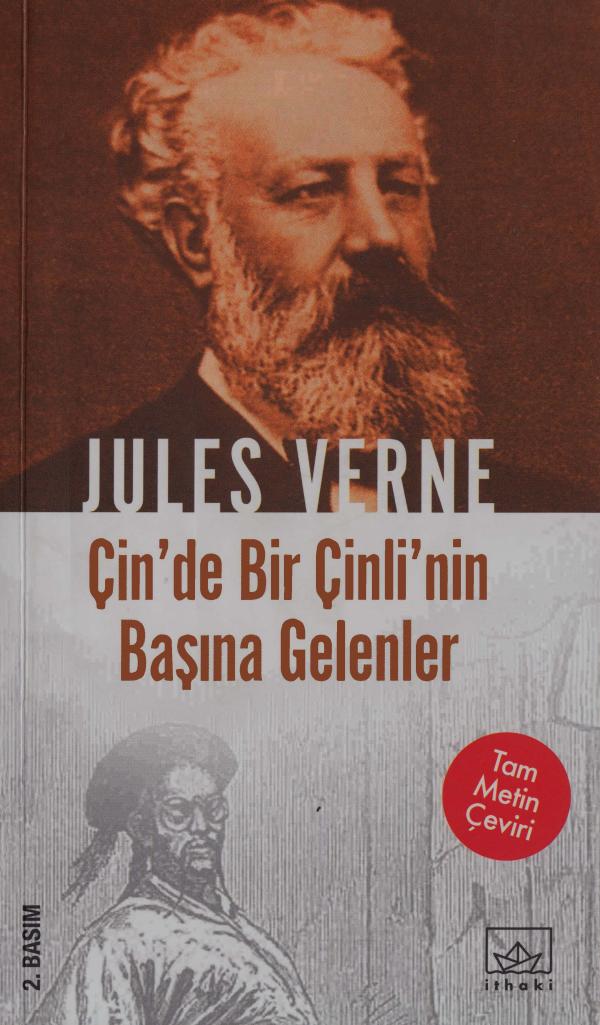 JULES VERNE
Çin'de Bir Çinli'nin
Başına Gelenler
Tam
Metin
Çeviri
2. BASIM
ithaki